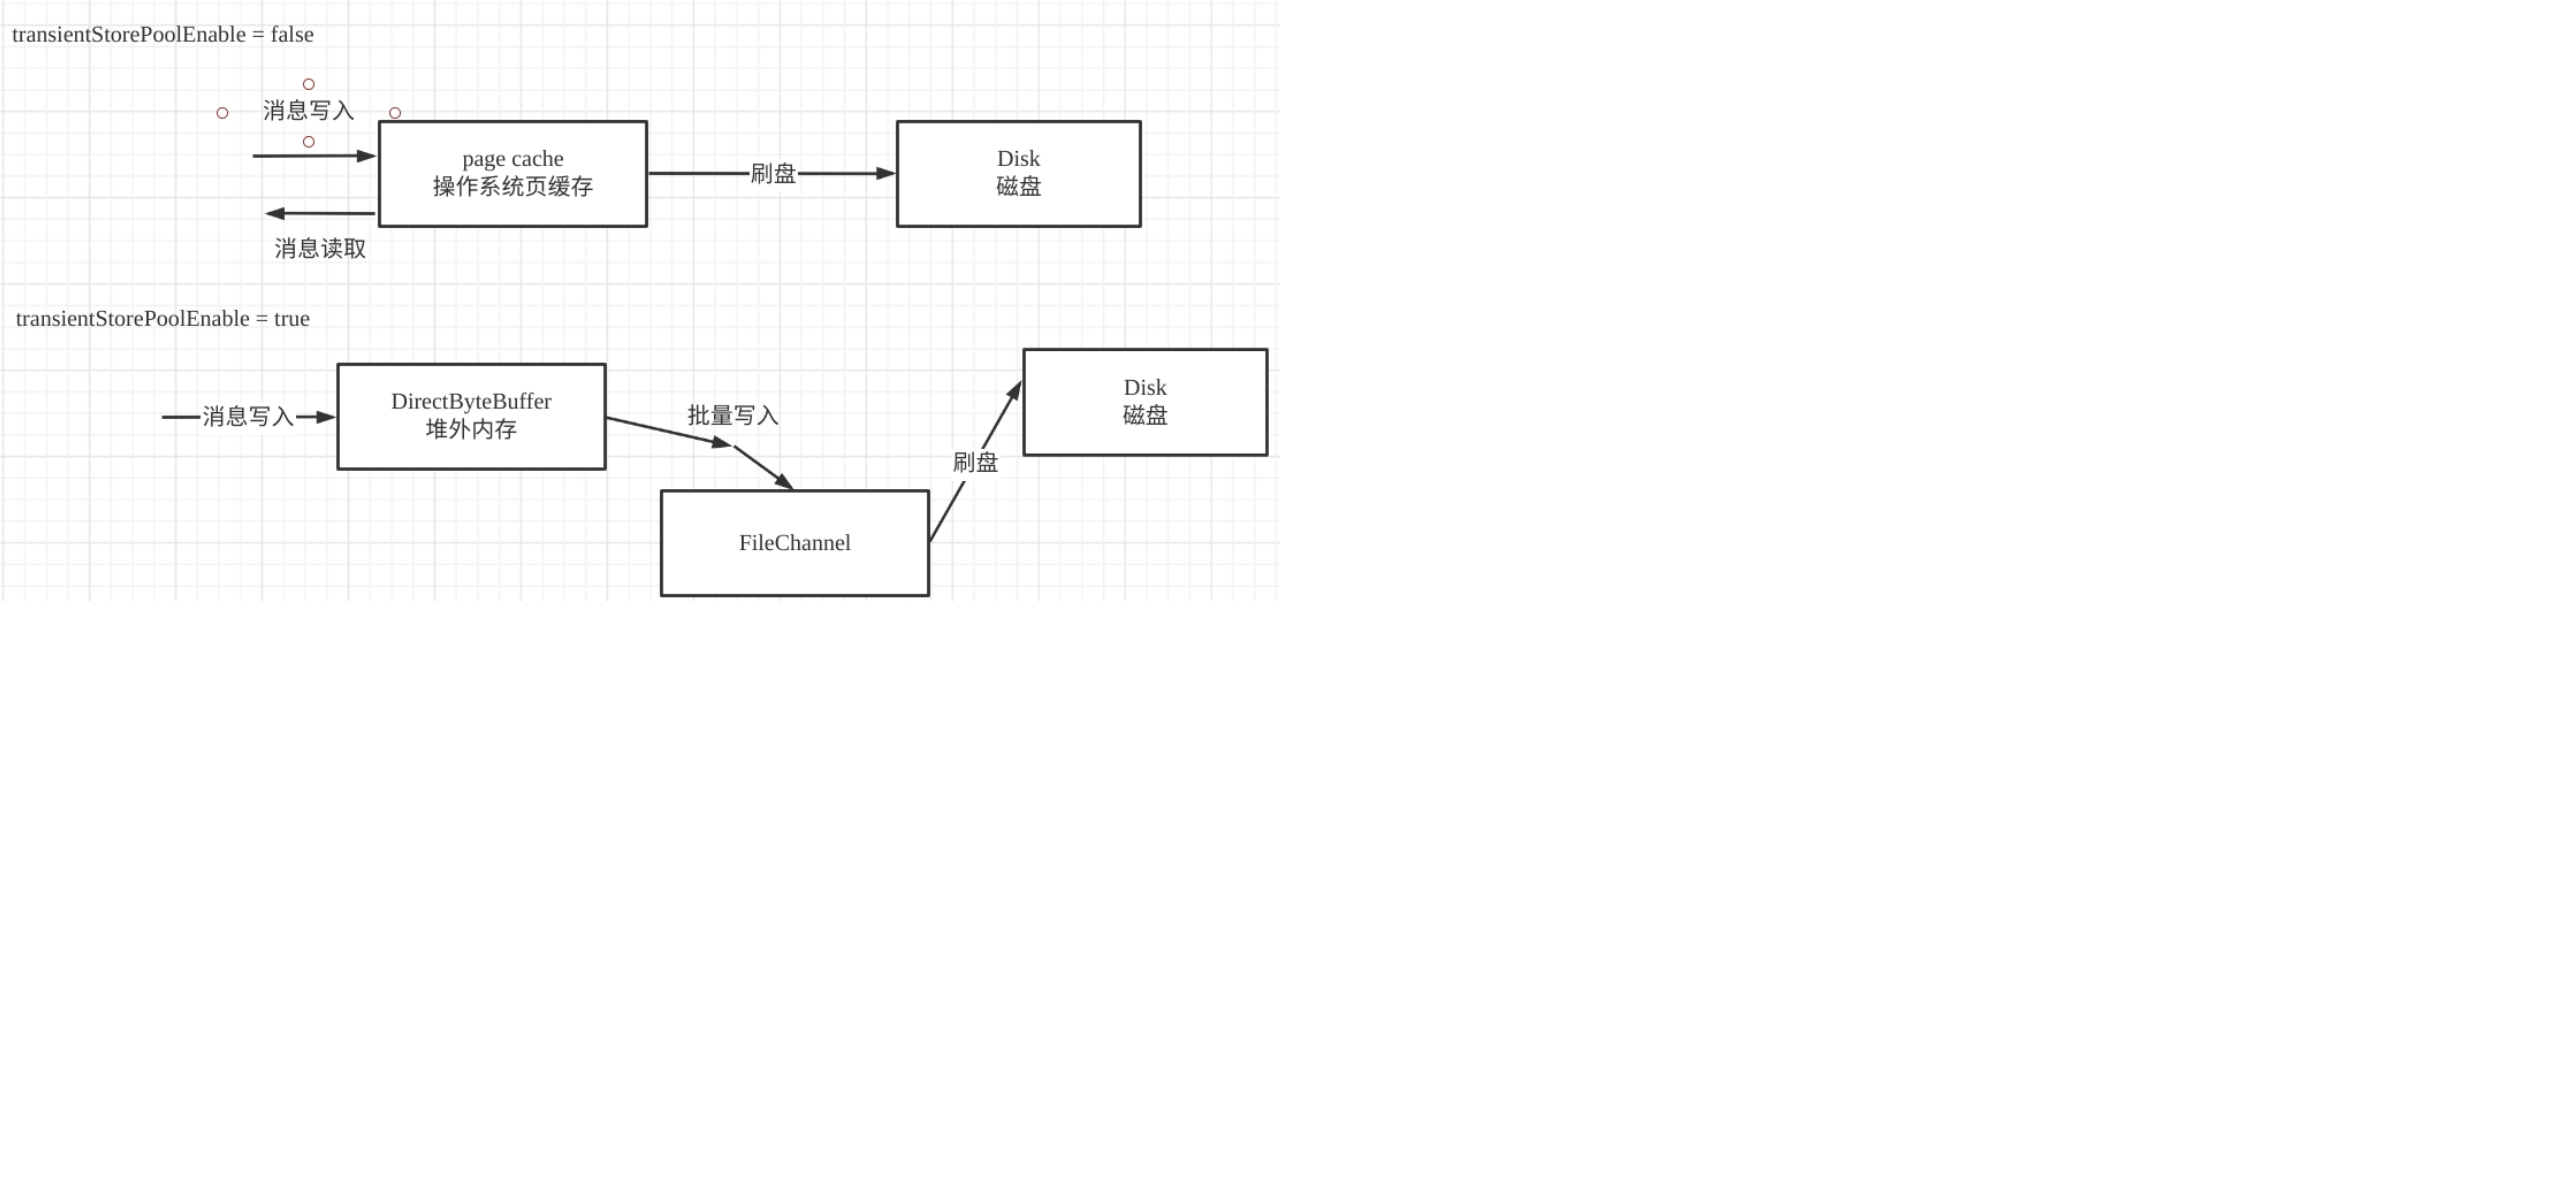 transientStorePoolEnable = false
消息写入
page cache
操作系统页缓存
刷盘
Disk
磁盘
消息读取
transientStorePoolEnable = true
消息写入
DirectByteBuffer
堆外内存
批量写入
FileChannel
刷盘
Disk
磁盘